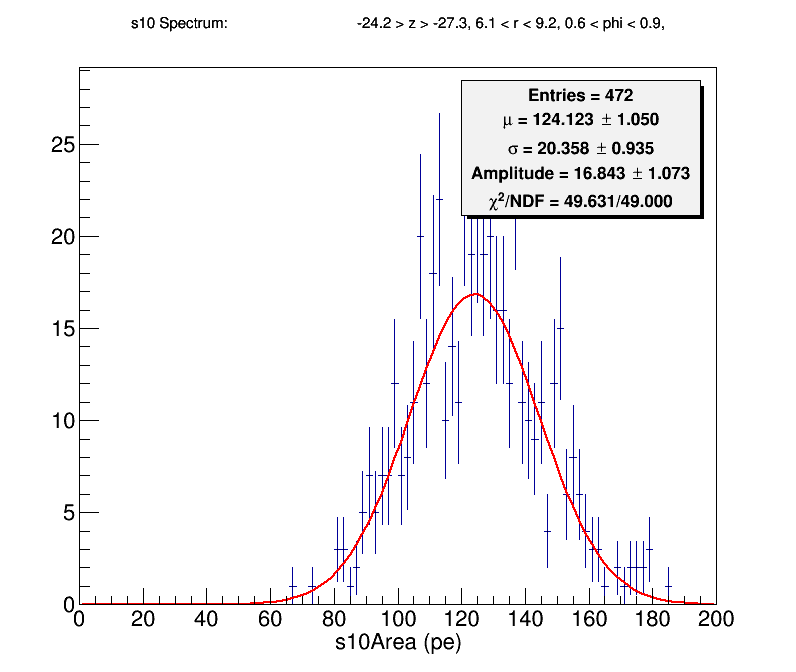 s10 Spectrum: -24.2 > z > -27.3, 6.1 < r < 9.2, 0.6 < phi < 0.9,
Entries = 472
μ = 124.123 ± 1.050
σ = 20.358 ± 0.935
Amplitude = 16.843 ± 1.073
χ²/NDF = 49.631/49.000
25
20
15
10
5
0
0 20 40 60 80 100 120 140 160 180 200
s10Area (pe)